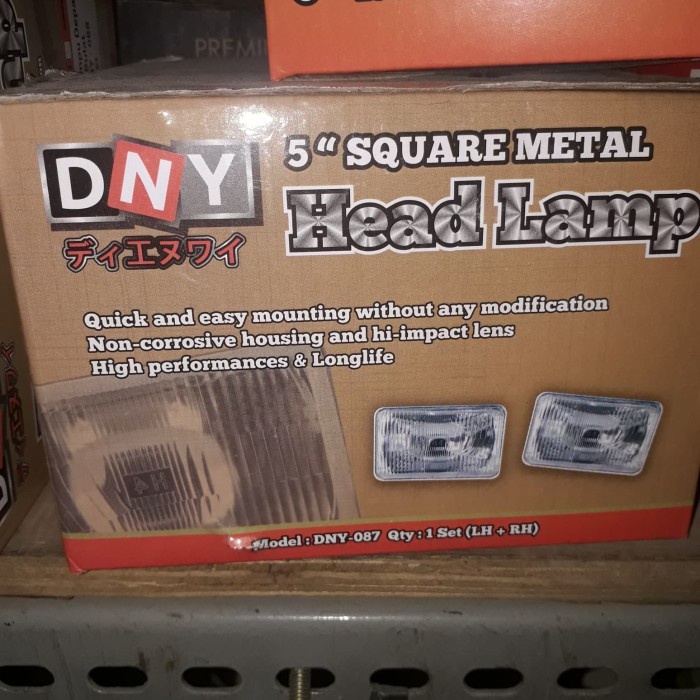 PREMI
DNY
ディエヌワイ
5" SQUARE METAL
Head Lamp
Quick and easy mounting without any modification
Non-corrosive housing and hi-impact lens
High performances & Longlife
Model : DNY-087 Qty : 1 Set (LH + RH)